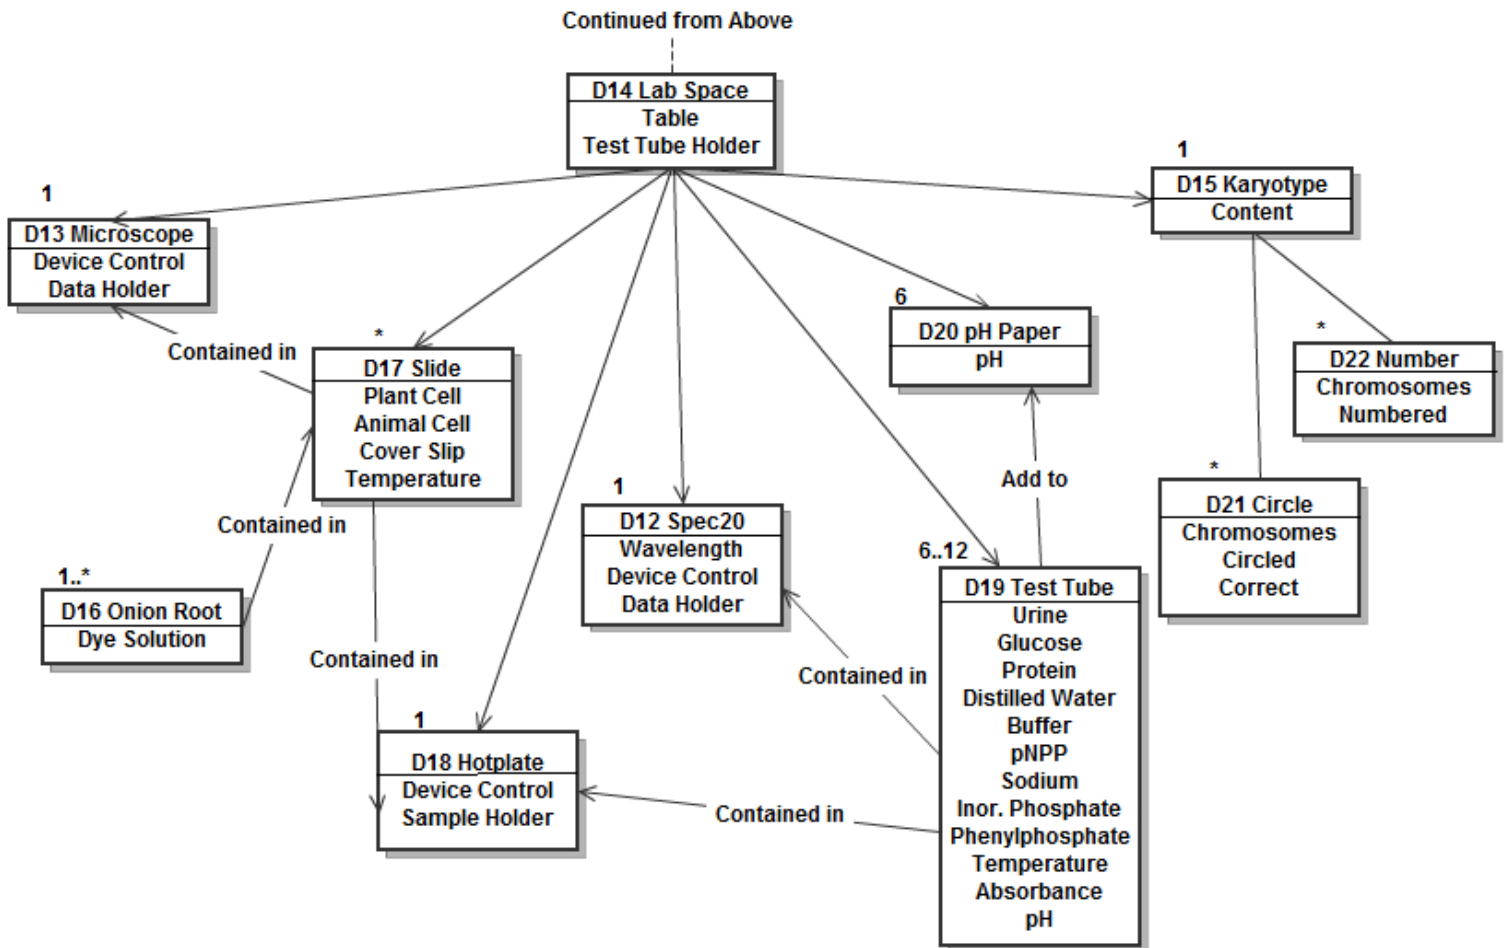 Continued from Above
D14 Lab Space
Table
Test Tube Holder
1
D15 Karyotype
Content
1
D13 Microscope
Device Control
Data Holder
Contained in
*
D17 Slide
Plant Cell
Animal Cell
Cover Slip
Temperature
6
D20 pH Paper
pH
*
D22 Number
Chromosomes
Numbered
Add to
*
D21 Circle
Chromosomes
Circled
Correct
Contained in
1
D12 Spec20
Wavelength
Device Control
Data Holder
6..12
D19 Test Tube
Urine
Glucose
Protein
Distilled Water
Buffer
pNPP
Sodium
Inor. Phosphate
Phenylphosphate
Temperature
Absorbance
pH
1..*
D16 Onion Root
Dye Solution
Contained in
Contained in
1
D18 Hotplate
Device Control
Sample Holder
Contained in